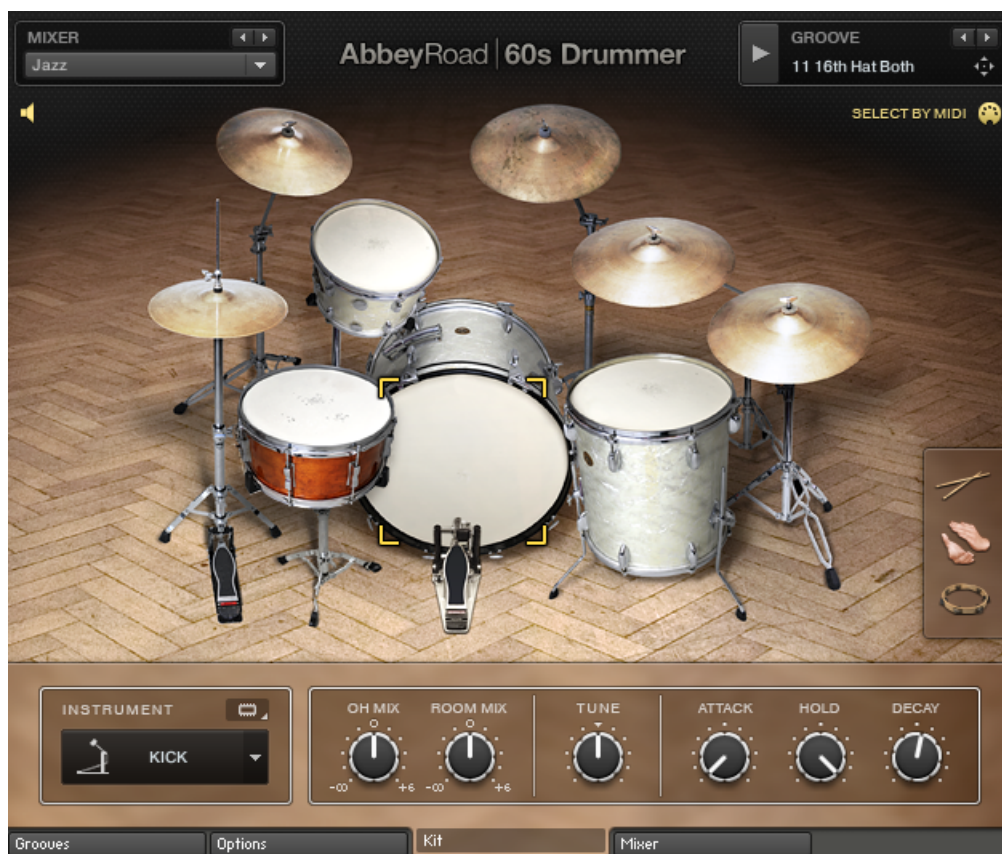 MIXER
Jazz
AbbeyRoad | 60s Drummer
GROOVE
11 16th Hat Both
SELECT BY MIDI
INSTRUMENT
KICK
OH MIX
ROOM MIX
TUNE
ATTACK
HOLD
DECAY
-∞ +6
-∞ +6
Grooves
Options
Kit
Mixer